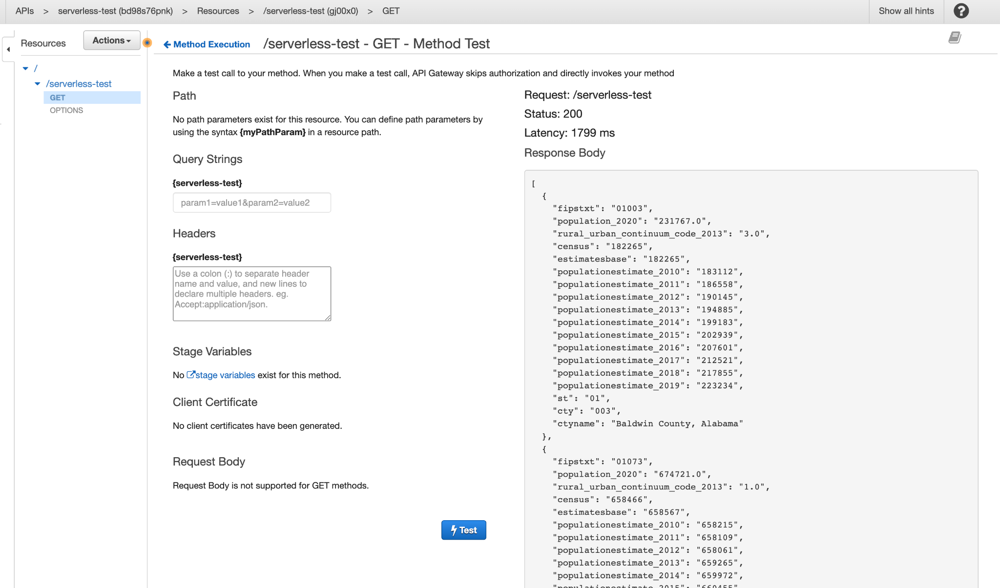 APIs > serverless-test (bd98s76pnk) > Resources > /serverless-test (gj00x0) > GET
Show all hints
Resources
Actions
Method Execution
/serverless-test - GET - Method Test
/
/serverless-test
GET
OPTIONS
Make a test call to your method. When you make a test call, API Gateway skips authorization and directly invokes your method
Path
No path parameters exist for this resource. You can define path parameters by
using the syntax {myPathParam} in a resource path.
Query Strings
{serverless-test}
param1=value1&param2=value2
Headers
{serverless-test}
Use a colon (:) to separate header
name and value, and new lines to
declare multiple headers. eg.
Accept:application/json.
Stage Variables
No stage variables exist for this method.
Client Certificate
No client certificates have been generated.
Request Body
Request Body is not supported for GET methods.
Test
Request: /serverless-test
Status: 200
Latency: 1799 ms
Response Body
[
{
"fipstxt": "01003",
"population_2020": "231767.0",
"rural_urban_continuum_code_2013": "3.0",
"census": "182265",
"estimatesbase": "182265",
"populationestimate_2010": "183112",
"populationestimate_2011": "186558",
"populationestimate_2012": "190145",
"populationestimate_2013": "194885",
"populationestimate_2014": "199183",
"populationestimate_2015": "202939",
"populationestimate_2016": "207601",
"populationestimate_2017": "212521",
"populationestimate_2018": "217855",
"populationestimate_2019": "223234",
"st": "01",
"cty": "003",
"ctyname": "Baldwin County, Alabama"
},
{
"fipstxt": "01073",
"population_2020": "674721.0",
"rural_urban_continuum_code_2013": "1.0",
"census": "658466",
"estimatesbase": "658567",
"populationestimate_2010": "658215",
"populationestimate_2011": "658109",
"populationestimate_2012": "658061",
"populationestimate_2013": "659265",
"populationestimate_2014": "659972",